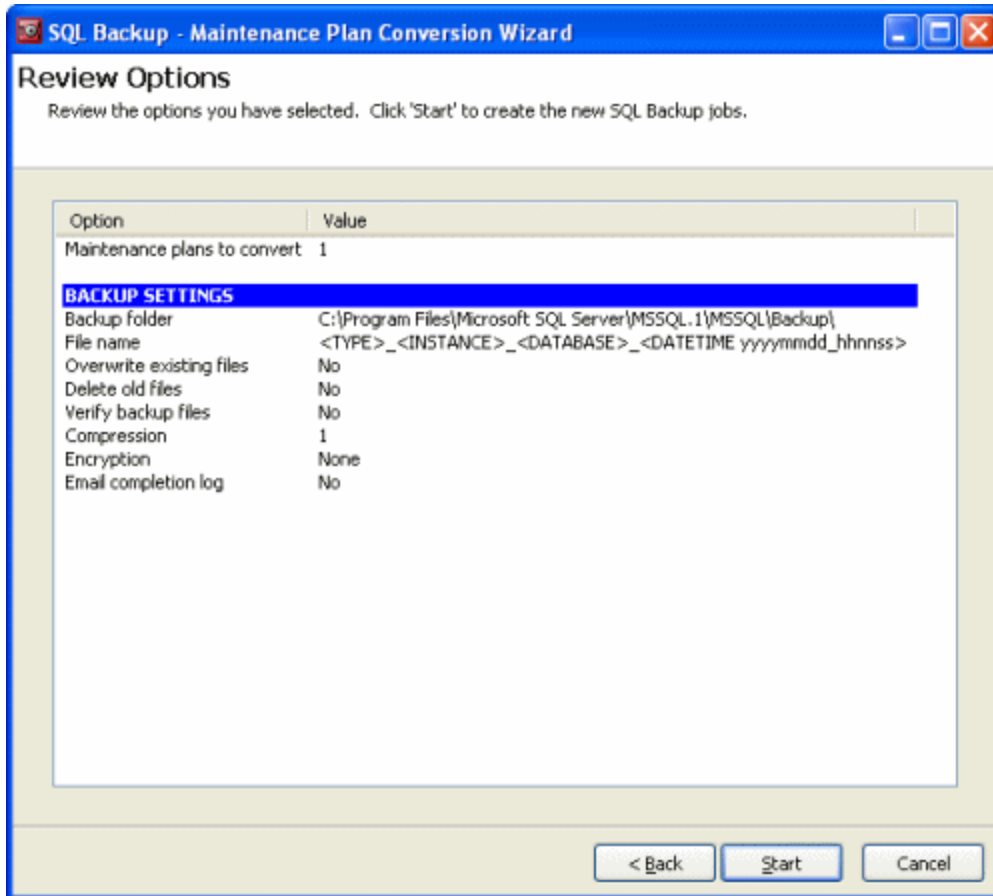 SQL Backup - Maintenance Plan Conversion Wizard
Review Options
Review the options you have selected. Click 'Start' to create the new SQL Backup jobs.
Option Value
Maintenance plans to convert 1
BACKUP SETTINGS
Backup folder C:\Program Files\Microsoft SQL Server\MSSQL.1\MSSQL\Backup\
File name <TYPE>_<INSTANCE>_<DATABASE>_<DATETIME yyyymmdd_hhnnss>
Overwrite existing files No
Delete old files No
Verify backup files No
Compression 1
Encryption None
Email completion log No
< Back Start Cancel